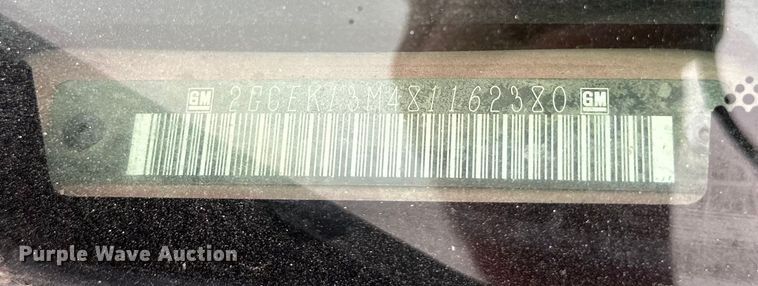 GM 2GCEK13M481162380 GM
Purple Wave Auction